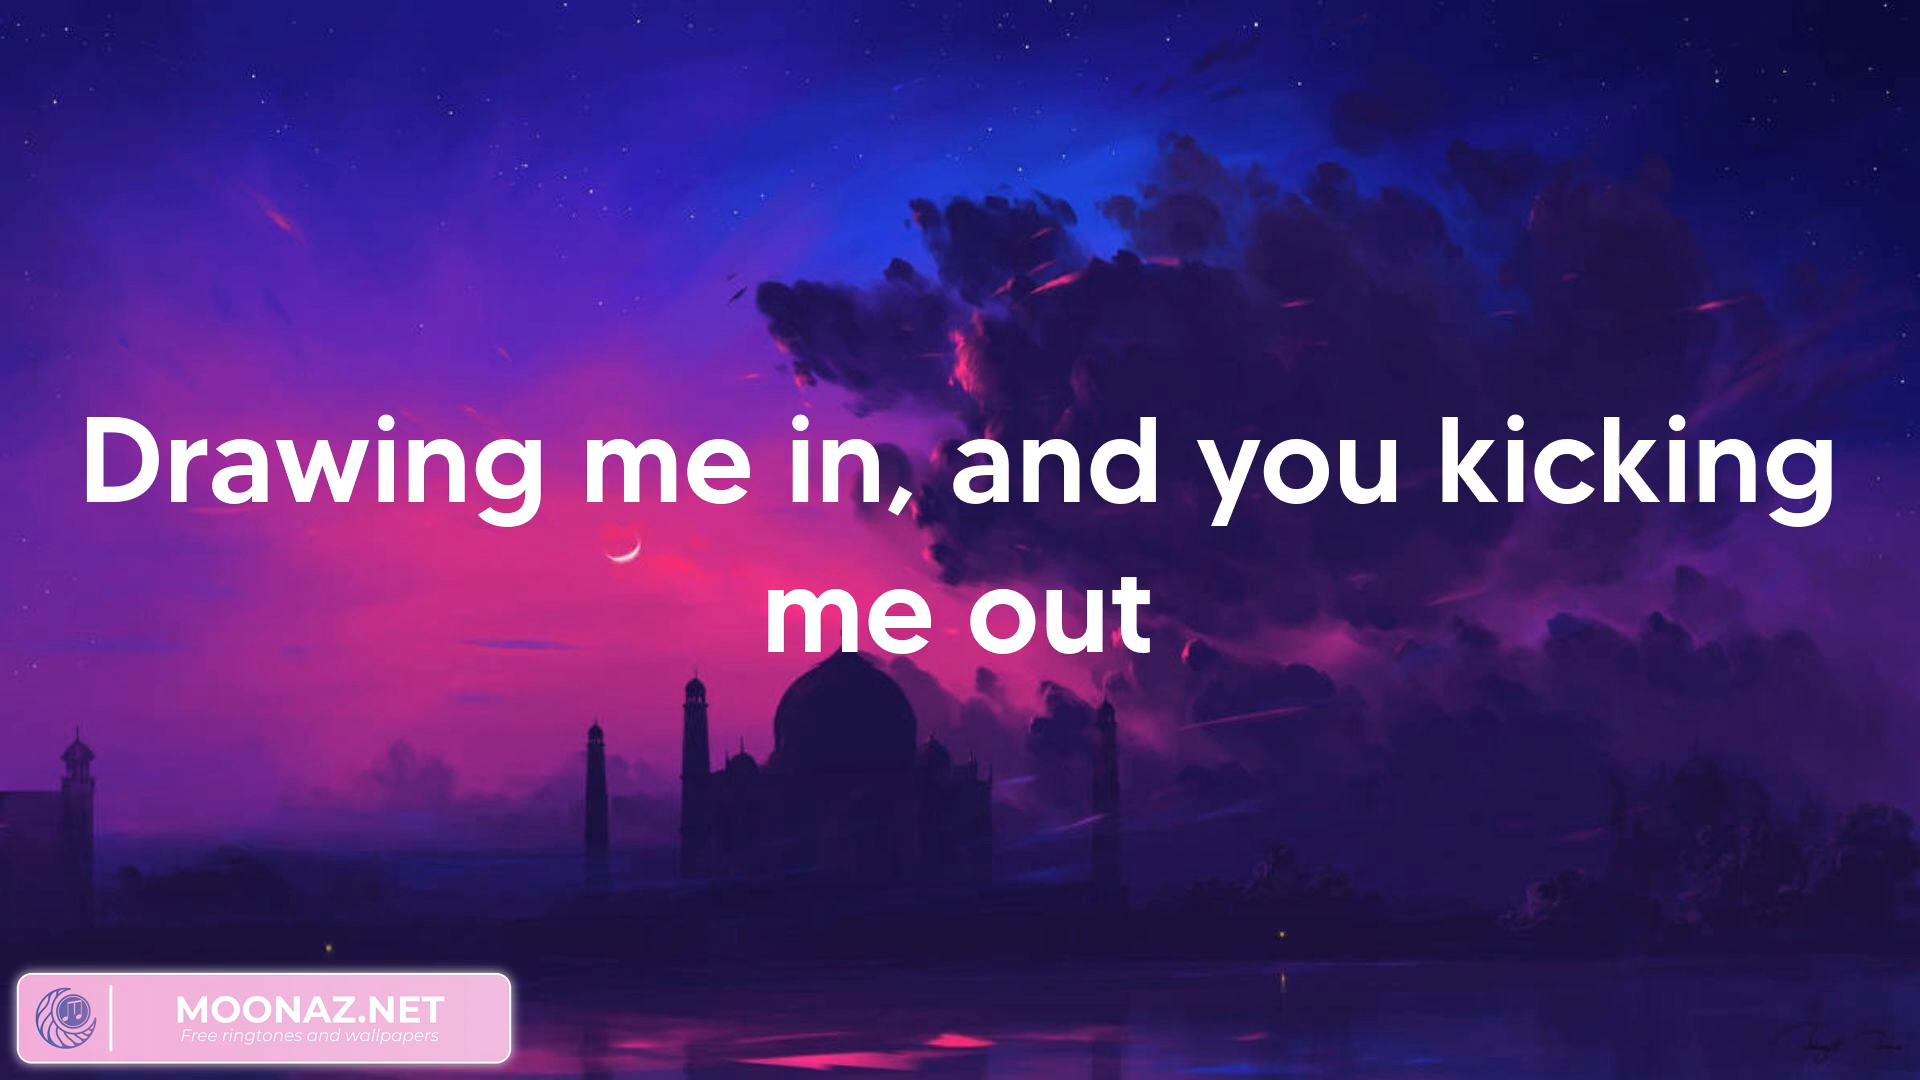 Drawing me in, and you kicking
me out
MOONAZ.NET
Free ringtones and wallpapers